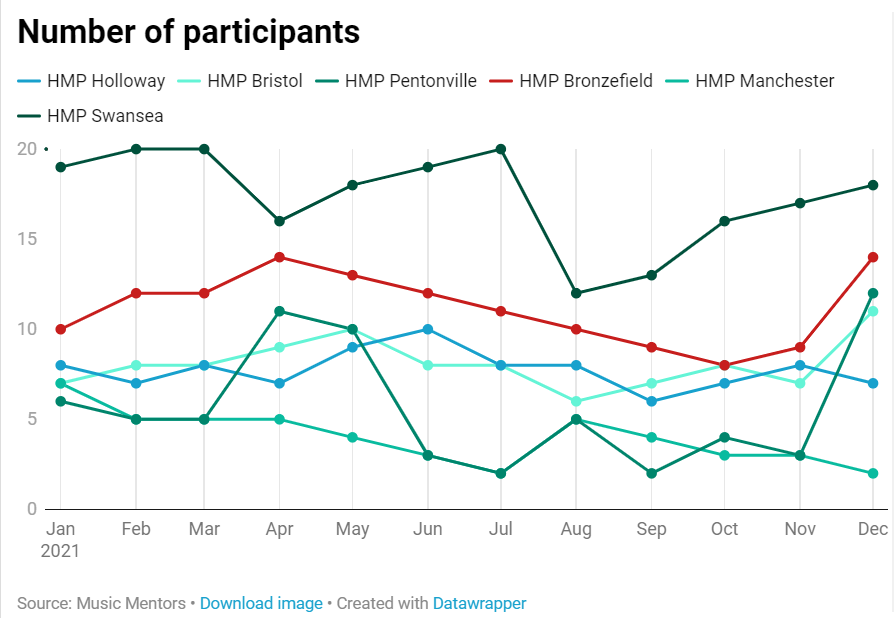 Number of participants
HMP Holloway HMP Bristol HMP Pentonville HMP Bronzefield HMP Manchester
HMP Swansea
20
15
10
5
0
Jan Feb Mar Apr May Jun Jul Aug Sep Oct Nov Dec
2021
Source: Music Mentors • Download image • Created with Datawrapper